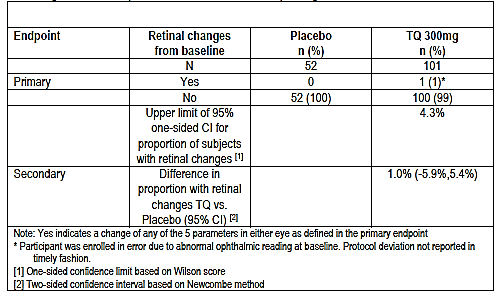 Endpoint Retinal changes from baseline Placebo n (%) TQ 300mg n (%)
N 52 101
Primary Yes 0 1 (1)*
No 52 (100) 100 (99)
Upper limit of 95% one-sided CI for proportion of subjects with retinal changes [1] 4.3%
Secondary Difference in proportion with retinal changes TQ vs. Placebo (95% CI) [2] 1.0% (-5.9%,5.4%)
Note: Yes indicates a change of any of the 5 parameters in either eye as defined in the primary endpoint
* Participant was enrolled in error due to abnormal ophthalmic reading at baseline. Protocol deviation not reported in
timely fashion.
[1] One-sided confidence limit based on Wilson score
[2] Two-sided confidence interval based on Newcombe method